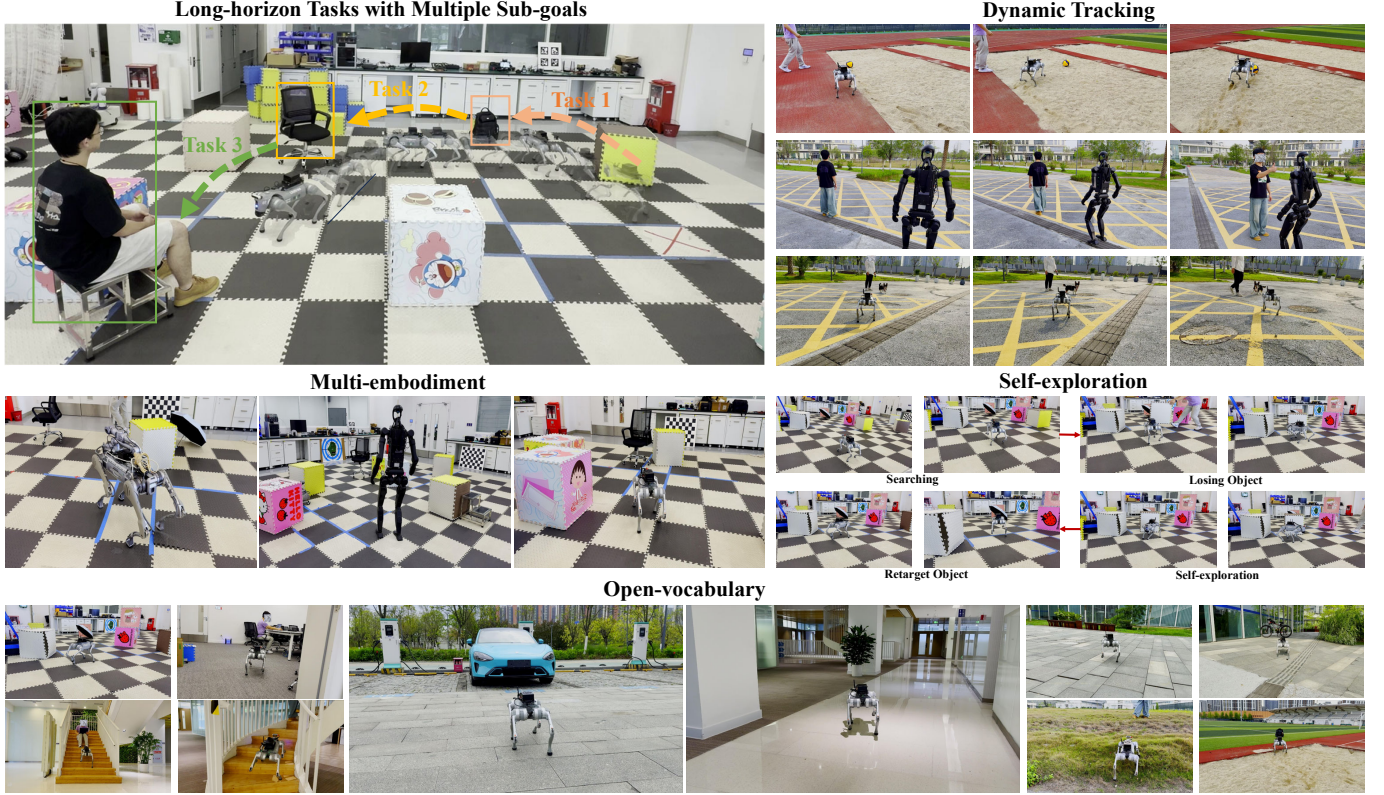 Long-horizon Tasks with Multiple Sub-goals
Dynamic Tracking
Task 1
Task 2
Task 3
Multi-embodiment
Self-exploration
Searching
Losing Object
Retarget Object
Self-exploration
Open-vocabulary